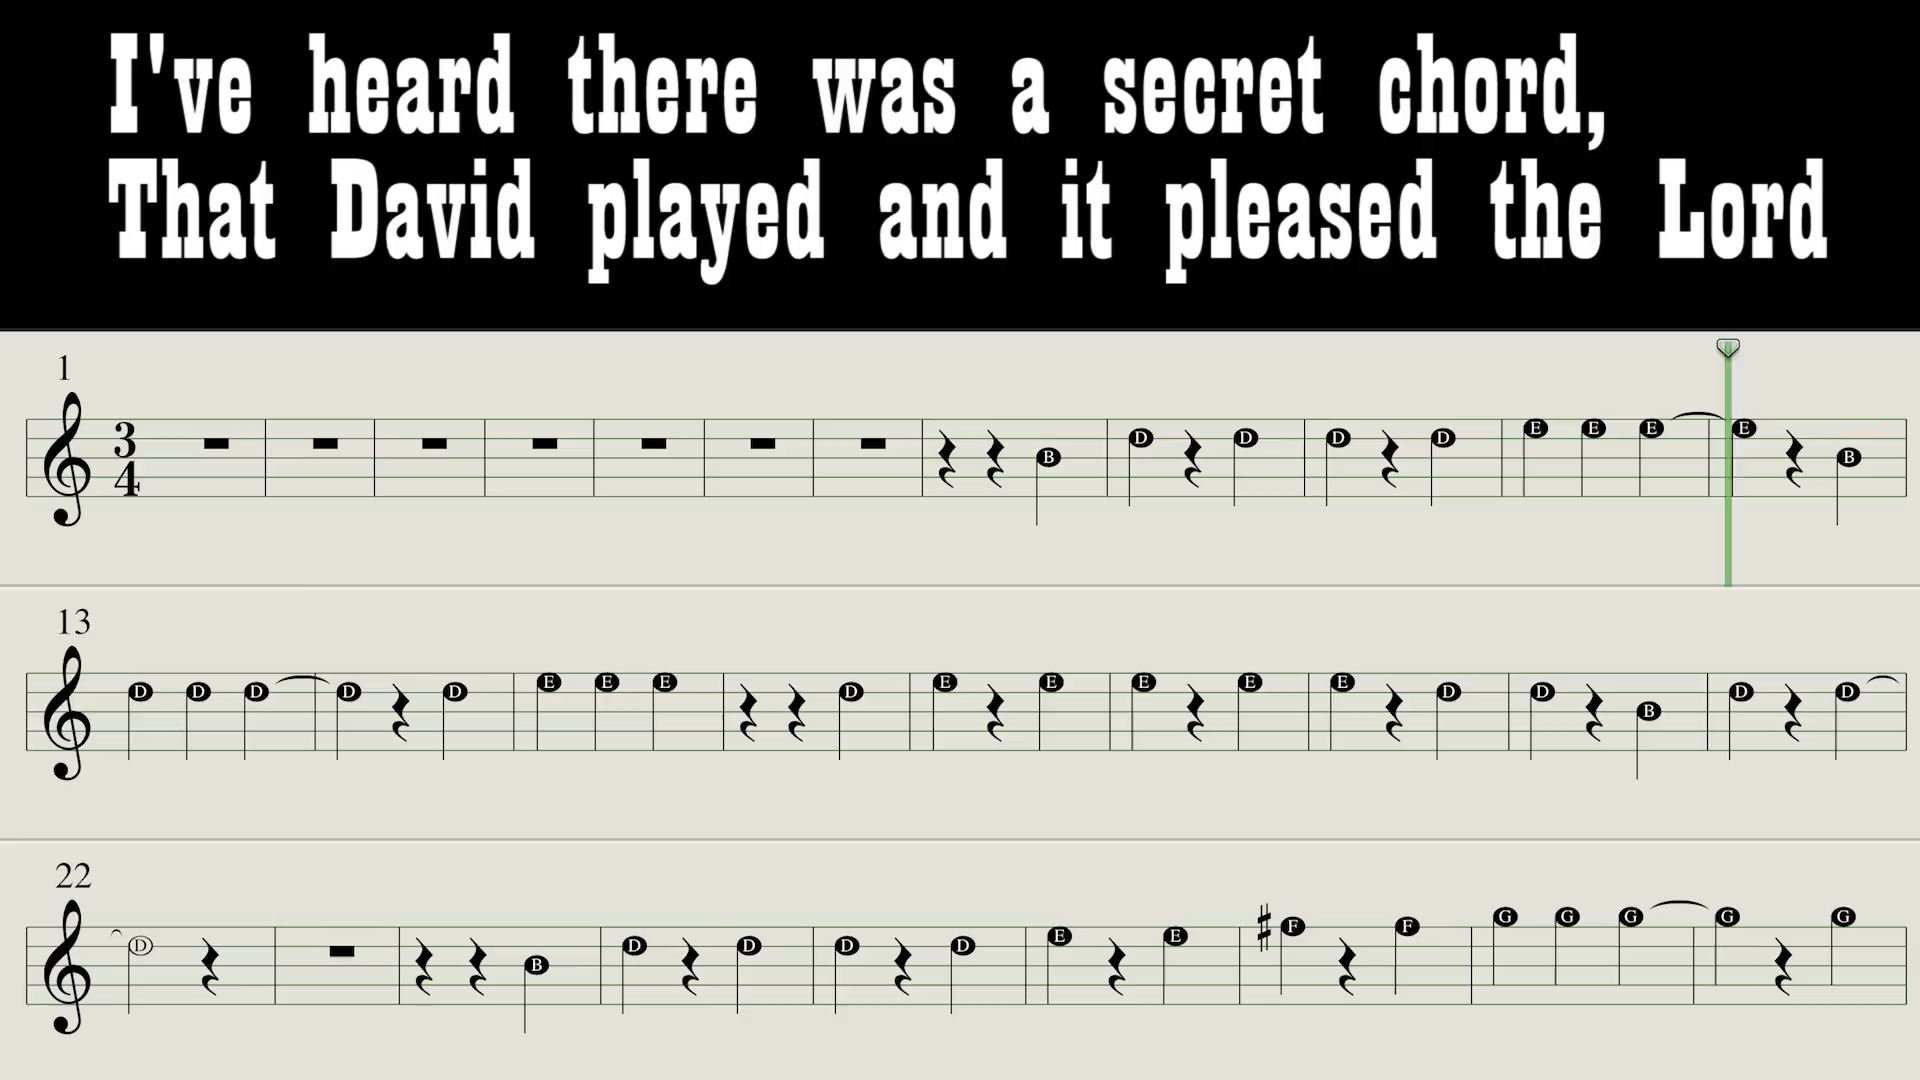 I've heard there was a secret chord,
That David played and it pleased the Lord
1
3
4
B D D D D E E E E B
13
D D D D D E E E D E E E E E D D B D D
22
D B D D D D E E F F G G G G G